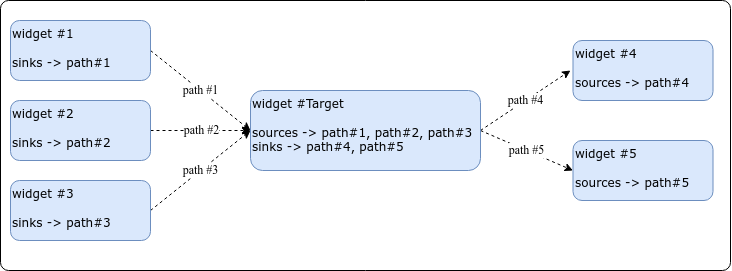 widget #1
sinks -> path#1
widget #2
sinks -> path#2
widget #3
sinks -> path#3
path #1
path #2
path #3
widget #Target
sources -> path#1, path#2, path#3
sinks -> path#4, path#5
path #4
path #5
widget #4
sources -> path#4
widget #5
sources -> path#5